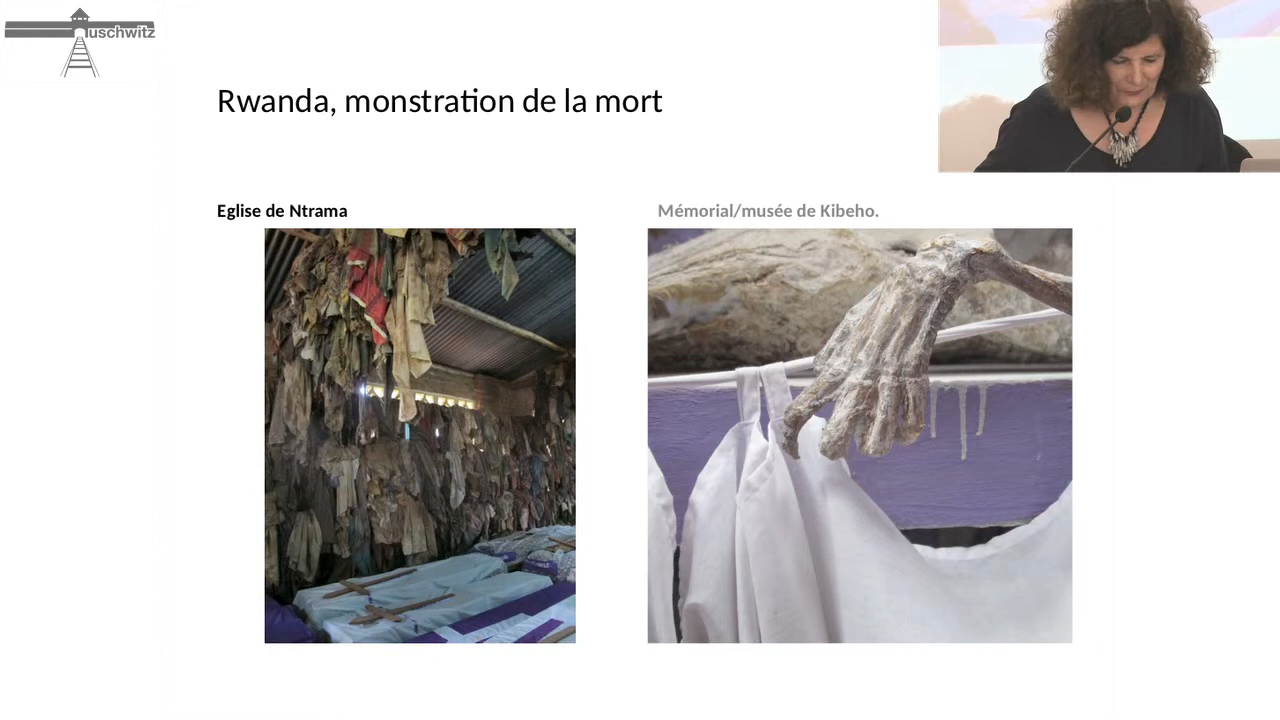 uschwitz
Rwanda, monstration de la mort
Eglise de Ntrama
Mémorial/musée de Kibeho.